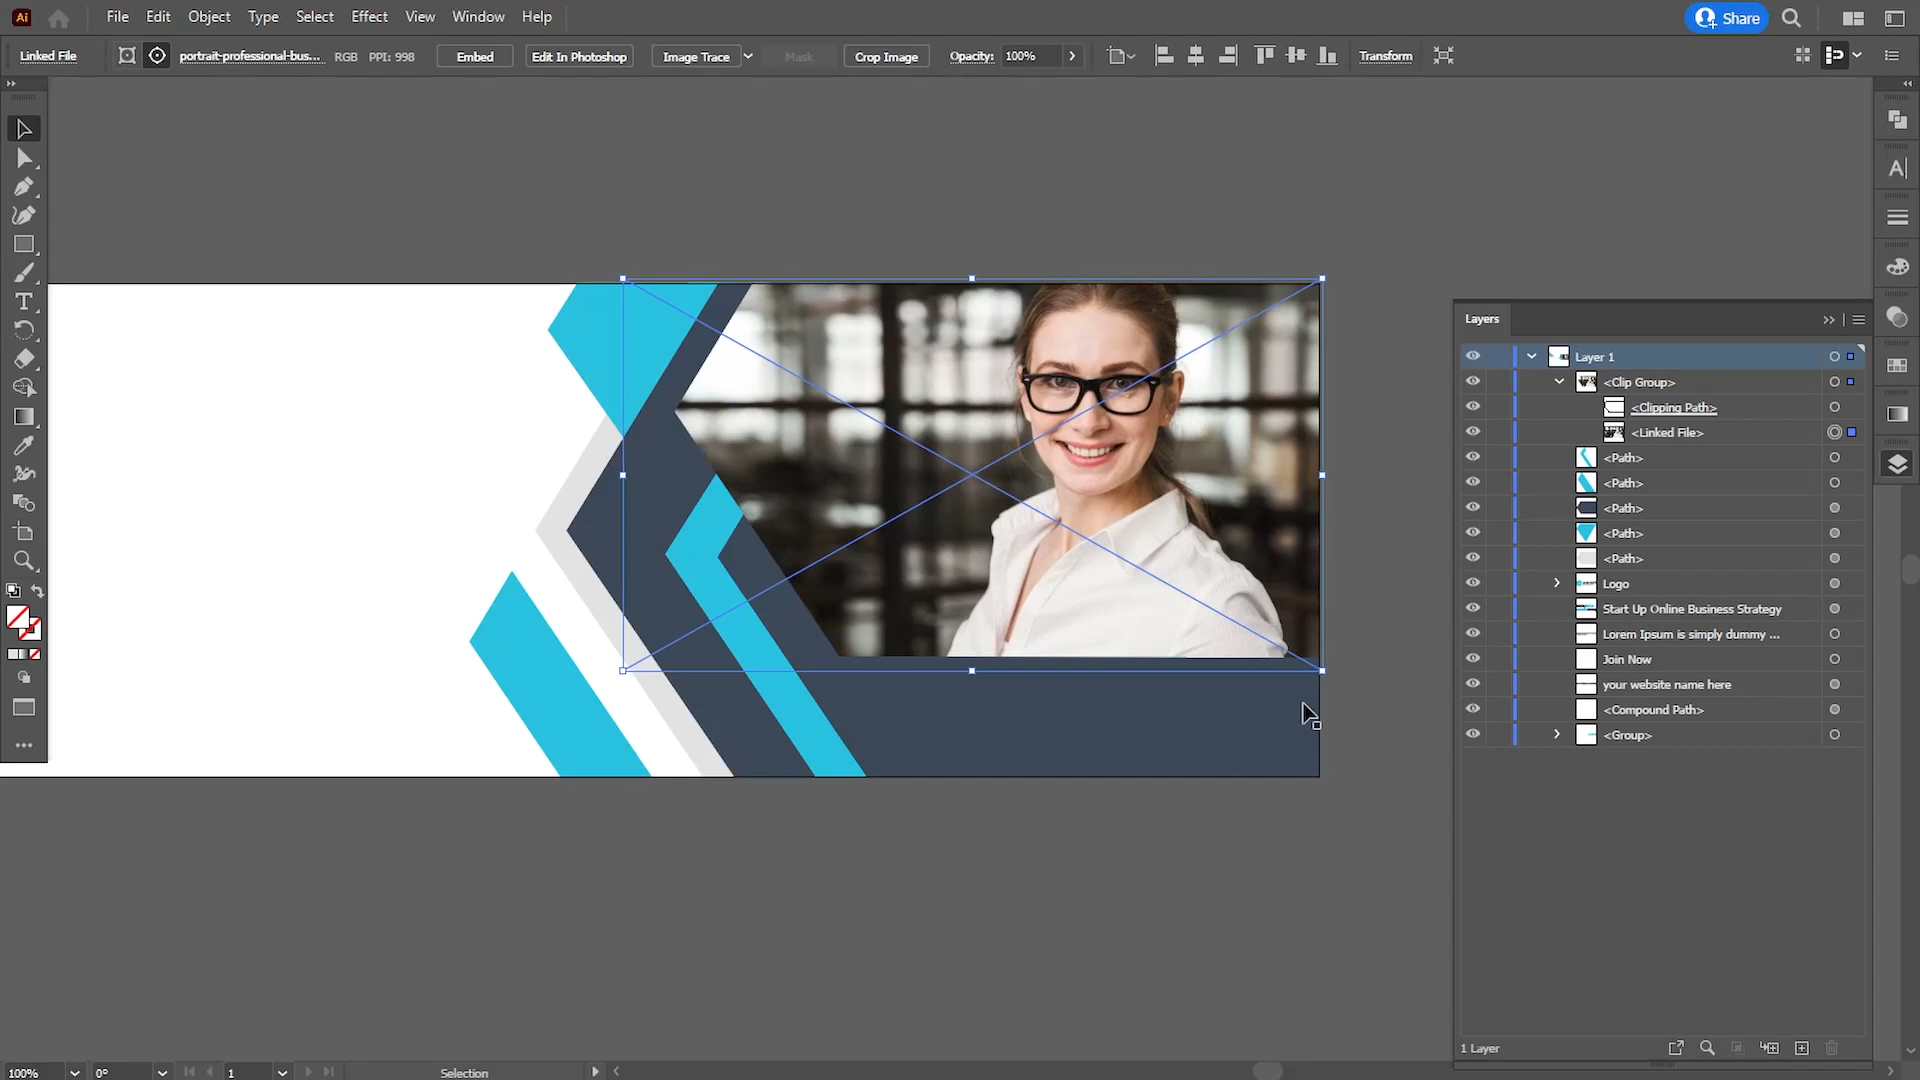 Ai File Edit Object Type Select Effect View Window Help Share
Linked File portrait-professional-bus... RGB PPI: 998 Embed Edit In Photoshop Image Trace Mask Crop Image Opacity: 100% Transform
Layers
Layer 1
<Clip Group>
<Clipping Path>
<Linked File>
<Path>
<Path>
<Path>
<Path>
<Path>
Logo
Start Up Online Business Strategy
Lorem Ipsum is simply dummy ...
Join Now
your website name here
<Compound Path>
<Group>
1 Layer
100% 0° 1 Selection